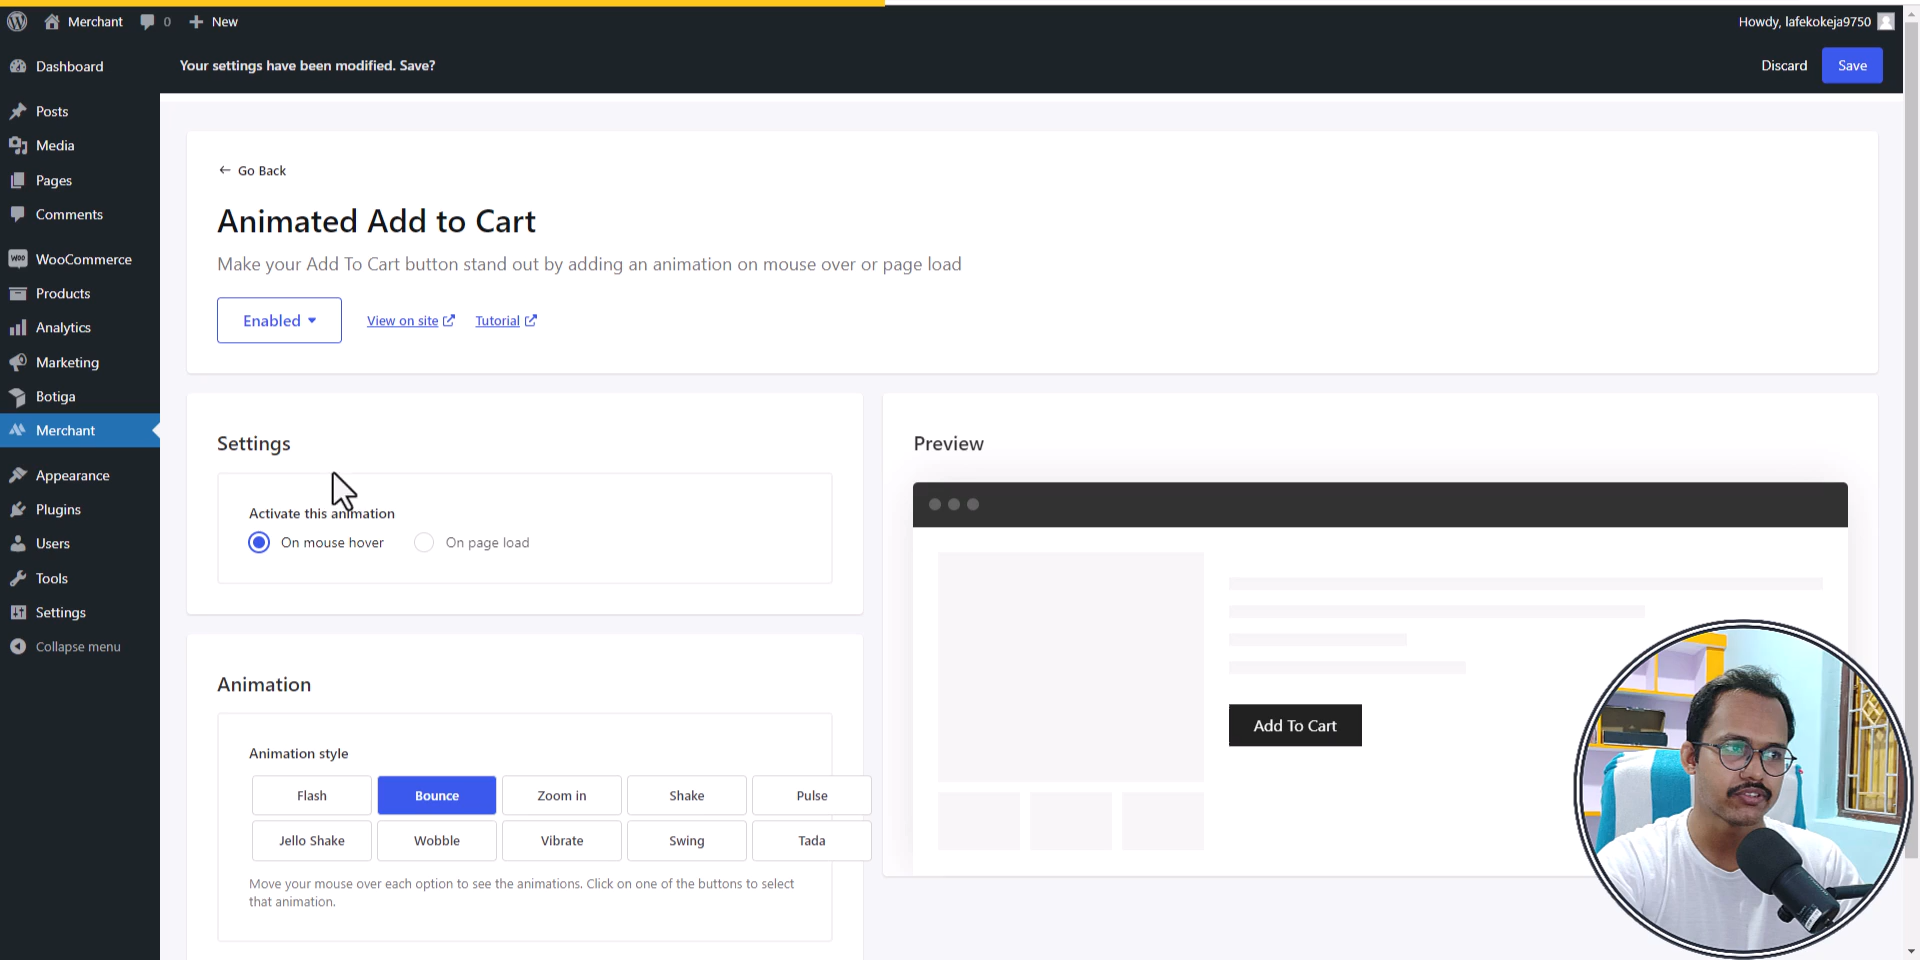 Merchant
0
New
Howdy, lafekokeja9750
Dashboard
Your settings have been modified. Save?
Discard
Save
Posts
Media
Pages
Comments
WooCommerce
Products
Analytics
Marketing
Botiga
Merchant
Appearance
Plugins
Users
Tools
Settings
Collapse menu
← Go Back
Animated Add to Cart
Make your Add To Cart button stand out by adding an animation on mouse over or page load
Enabled
View on site
Tutorial
Settings
Activate this animation
On mouse hover
On page load
Animation
Animation style
Flash
Bounce
Zoom in
Shake
Pulse
Jello Shake
Wobble
Vibrate
Swing
Tada
Move your mouse over each option to see the animations. Click on one of the buttons to select
that animation.
Preview
Add To Cart